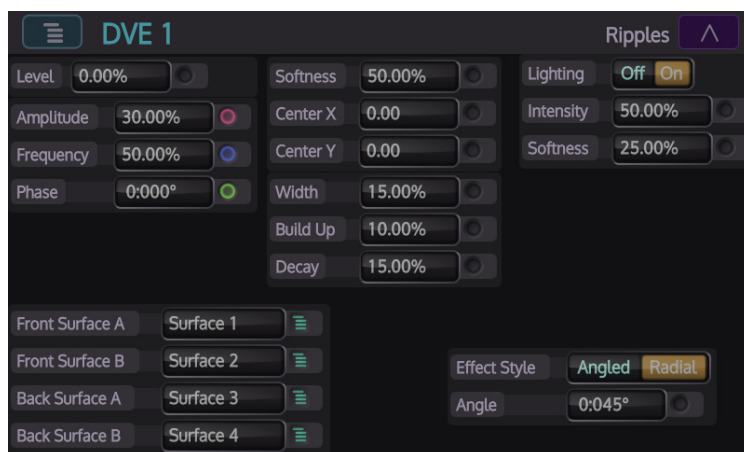 DVE 1
Ripples
Level 0.00%
Amplitude 30.00%
Frequency 50.00%
Phase 0:000°
Softness 50.00%
Center X 0.00
Center Y 0.00
Width 15.00%
Build Up 10.00%
Decay 15.00%
Lighting Off On
Intensity 50.00%
Softness 25.00%
Front Surface A Surface 1
Front Surface B Surface 2
Back Surface A Surface 3
Back Surface B Surface 4
Effect Style Angled Radial
Angle 0:045°